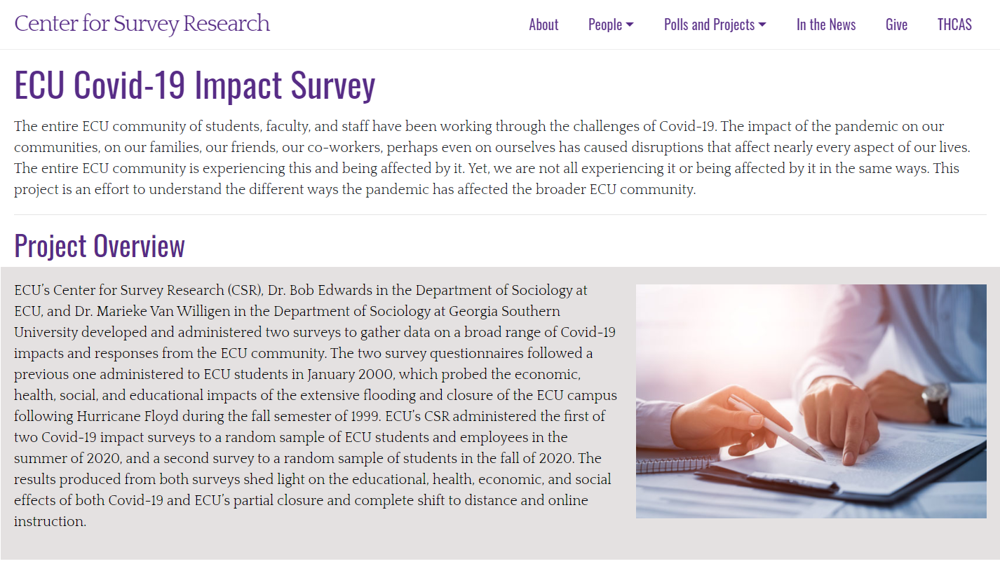 Center for Survey Research
About People Polls and Projects In the News Give THCAS
ECU Covid-19 Impact Survey
The entire ECU community of students, faculty, and staff have been working through the challenges of Covid-19. The impact of the pandemic on our
communities, on our families, our friends, our co-workers, perhaps even on ourselves has caused disruptions that affect nearly every aspect of our lives.
The entire ECU community is experiencing this and being affected by it. Yet, we are not all experiencing it or being affected by it in the same ways. This
project is an effort to understand the different ways the pandemic has affected the broader ECU community.
Project Overview
ECU’s Center for Survey Research (CSR), Dr. Bob Edwards in the Department of Sociology at
ECU, and Dr. Marieke Van Willigen in the Department of Sociology at Georgia Southern
University developed and administered two surveys to gather data on a broad range of Covid-19
impacts and responses from the ECU community. The two survey questionnaires followed a
previous one administered to ECU students in January 2000, which probed the economic,
health, social, and educational impacts of the extensive flooding and closure of the ECU campus
following Hurricane Floyd during the fall semester of 1999. ECU’s CSR administered the first of
two Covid-19 impact surveys to a random sample of ECU students and employees in the
summer of 2020, and a second survey to a random sample of students in the fall of 2020. The
results produced from both surveys shed light on the educational, health, economic, and social
effects of both Covid-19 and ECU’s partial closure and complete shift to distance and online
instruction.